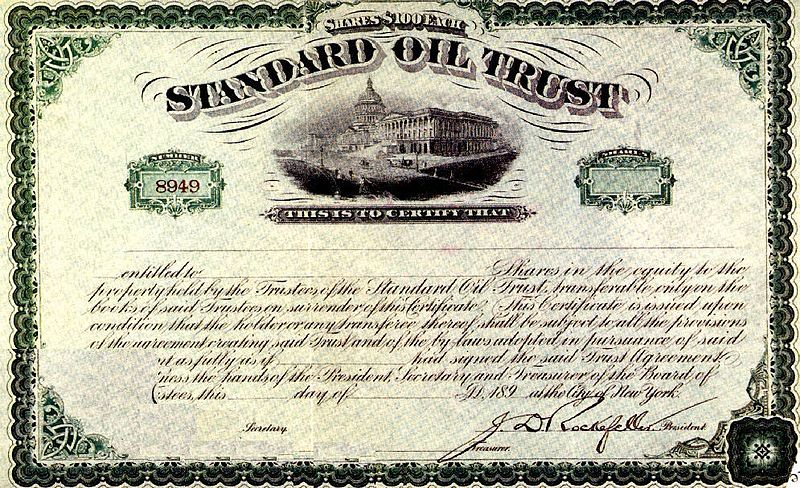 SHARES $100 EACH
STANDARD OIL TRUST
NUMBER
8949
SHARES
THIS IS TO CERTIFY THAT
entitled to Shares in the equity to the
property held by the Trustees of the Standard Oil Trust, transferable only on the
books of said Trustees on surrender of this Certificate. This Certificate is issued upon
condition that the holder or any transferee thereof shall be subject to all the provisions
of the agreement creating said Trust and of the by-laws adopted in pursuance of said
as fully as if had signed the said Trust Agreement
ness the hands of the President, Secretary and Treasurer of the Board of
stees, this day of 189 at the City of New York.
Secretary
J. D. Rockefeller President
Treasurer